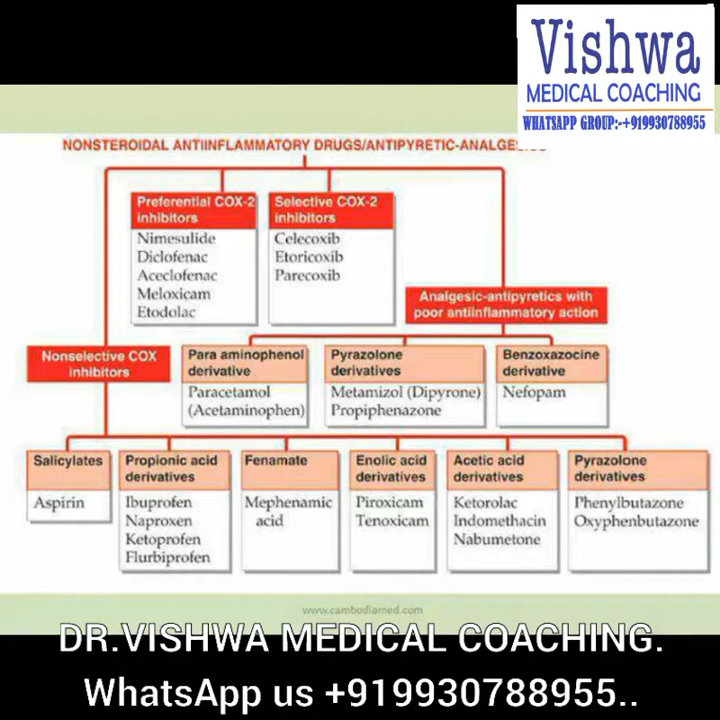 Vishwa
MEDICAL COACHING
WHATSAPP GROUP:-+919930788955
NONSTEROIDAL ANTIINFLAMMATORY DRUGS/ANTIPYRETIC-
Preferential COX-2
inhibitors
Nimesulide
Diclofenac
Aceclofenac
Meloxicam
Etodolac
Selective COX-2
inhibitors
Celecoxib
Etoricoxib
Parecoxib
Analgesic-antipyretics with
poor antiinflammatory action
Nonselective COX
inhibitors
Para aminophenol
derivative
Paracetamol
(Acetaminophen)
Pyrazolone
derivatives
Metamizol (Dipyrone)
Propiphenazone
Benzoxazocine
derivative
Nefopam
Salicylates
Aspirin
Propionic acid
derivatives
Ibuprofen
Naproxen
Ketoprofen
Flurbiprofen
Fenamate
Mephenamic
acid
Enolic acid
derivatives
Piroxicam
Tenoxicam
Acetic acid
derivatives
Ketorolac
Indomethacin
Nabumetone
Pyrazolone
derivatives
Phenylbutazone
Oxyphenbutazone
www.cambodiamed.com
DR.VISHWA MEDICAL COACHING.
WhatsApp us +919930788955..